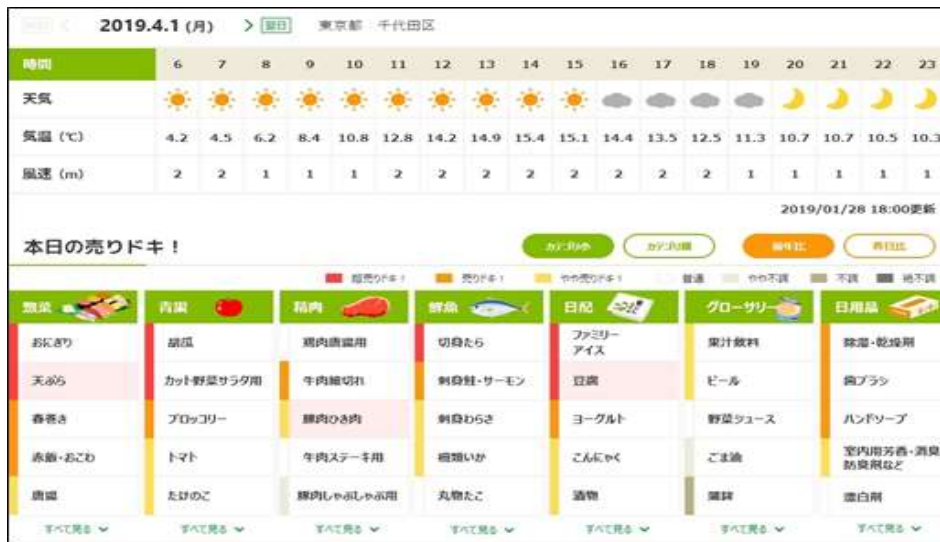 2019.4.1 (月) 翌日 東京都 千代田区
時間 6 7 8 9 10 11 12 13 14 15 16 17 18 19 20 21 22 23
天気
気温 (℃) 4.2 4.5 6.2 8.4 10.8 12.8 14.2 14.9 15.4 15.1 14.4 13.5 12.5 11.3 10.7 10.7 10.5 10.3
風速 (m) 2 2 1 1 1 2 2 2 2 2 2 2 2 1 1 1 1 1
2019/01/28 18:00更新
本日の売りドキ！ カテゴリ小 前年比 昨日比
超売りドキ！ 売りドキ！ やや売りドキ！ 普通 やや不調 不調 絶不調
惣菜 青果 精肉 鮮魚 日配 グローサリー 日用品
おにぎり 胡瓜 鶏肉唐揚用 切身たら ファミリーアイス 果汁飲料 除湿・乾燥剤
天ぷら カット野菜サラダ用 牛肉細切れ 刺身鮭・サーモン 豆腐 ビール 歯ブラシ
春巻き ブロッコリー 豚肉ひき肉 刺身わらさ ヨーグルト 野菜ジュース ハンドソープ
赤飯・おこわ トマト 牛肉ステーキ用 樽類いか こんにゃく ごま油 室内用芳香・消臭防臭剤など
唐揚 たけのこ 豚肉しゃぶしゃぶ用 丸物たこ 漬物 漂白剤
すべて見る すべて見る すべて見る すべて見る すべて見る すべて見る すべて見る